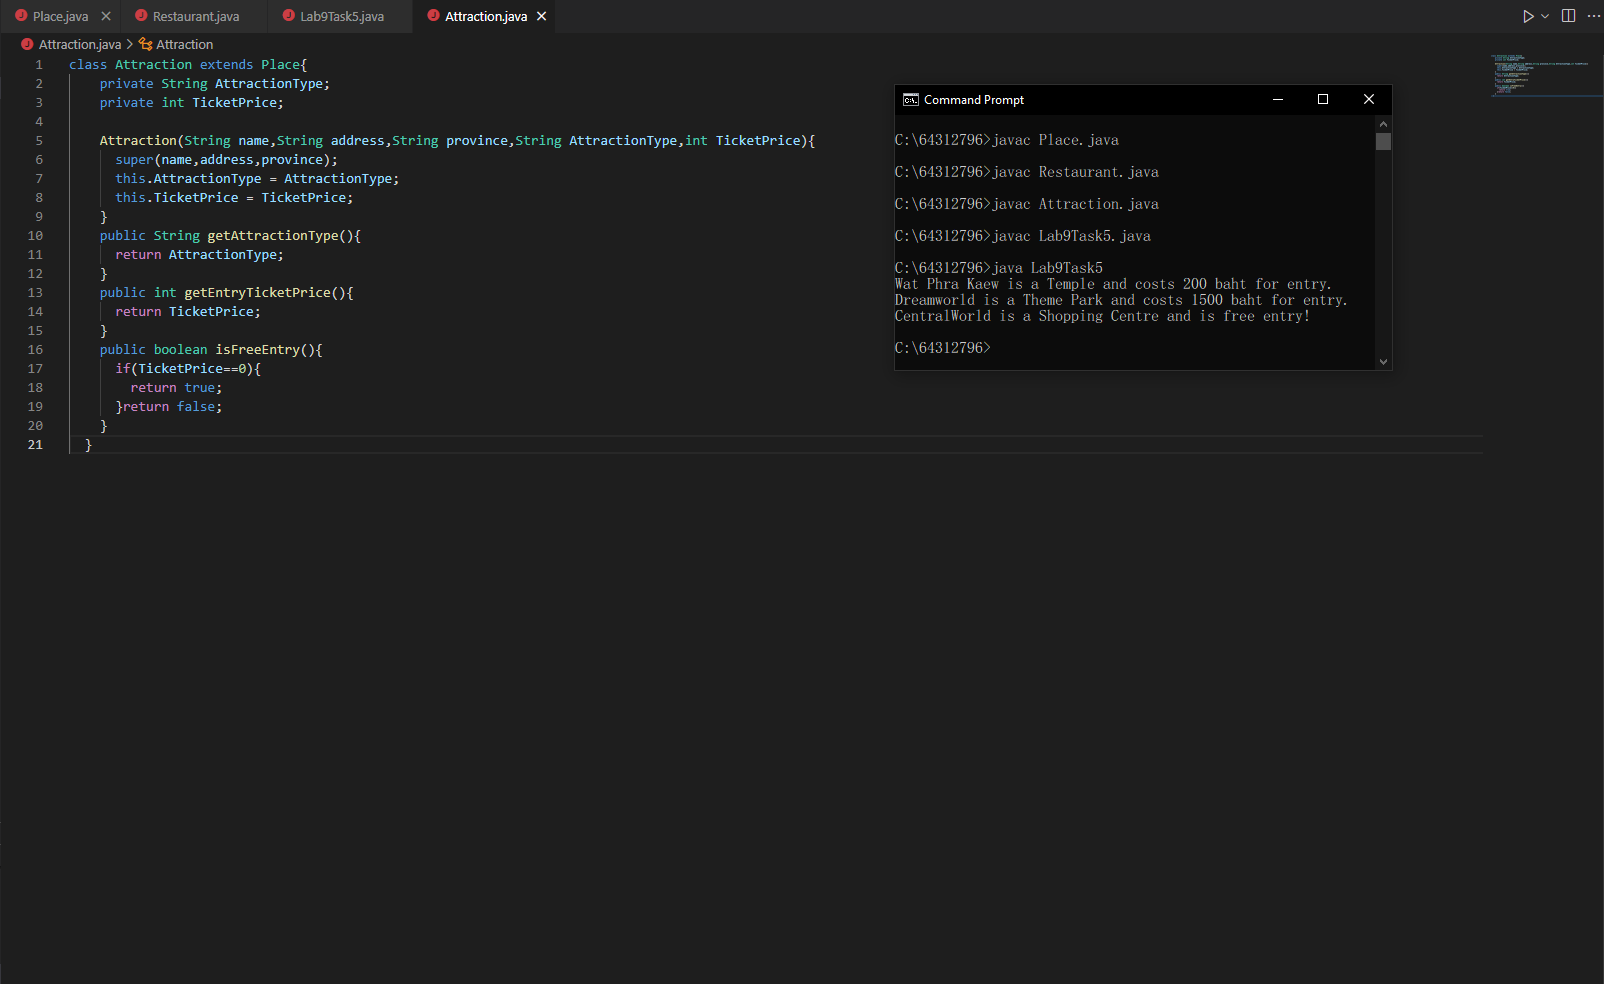 Place.java
Restaurant.java
Lab9Task5.java
Attraction.java
Attraction.java > Attraction
1 class Attraction extends Place{
2 private String AttractionType;
3 private int TicketPrice;
4
5 Attraction(String name,String address,String province,String AttractionType,int TicketPrice){
6 super(name,address,province);
7 this.AttractionType = AttractionType;
8 this.TicketPrice = TicketPrice;
9 }
10 public String getAttractionType(){
11 return AttractionType;
12 }
13 public int getEntryTicketPrice(){
14 return TicketPrice;
15 }
16 public boolean isFreeEntry(){
17 if(TicketPrice==0){
18 return true;
19 }return false;
20 }
21 }
Command Prompt
C:\64312796>javac Place.java
C:\64312796>javac Restaurant.java
C:\64312796>javac Attraction.java
C:\64312796>javac Lab9Task5.java
C:\64312796>java Lab9Task5
Wat Phra Kaew is a Temple and costs 200 baht for entry.
Dreamworld is a Theme Park and costs 1500 baht for entry.
CentralWorld is a Shopping Centre and is free entry!
C:\64312796>